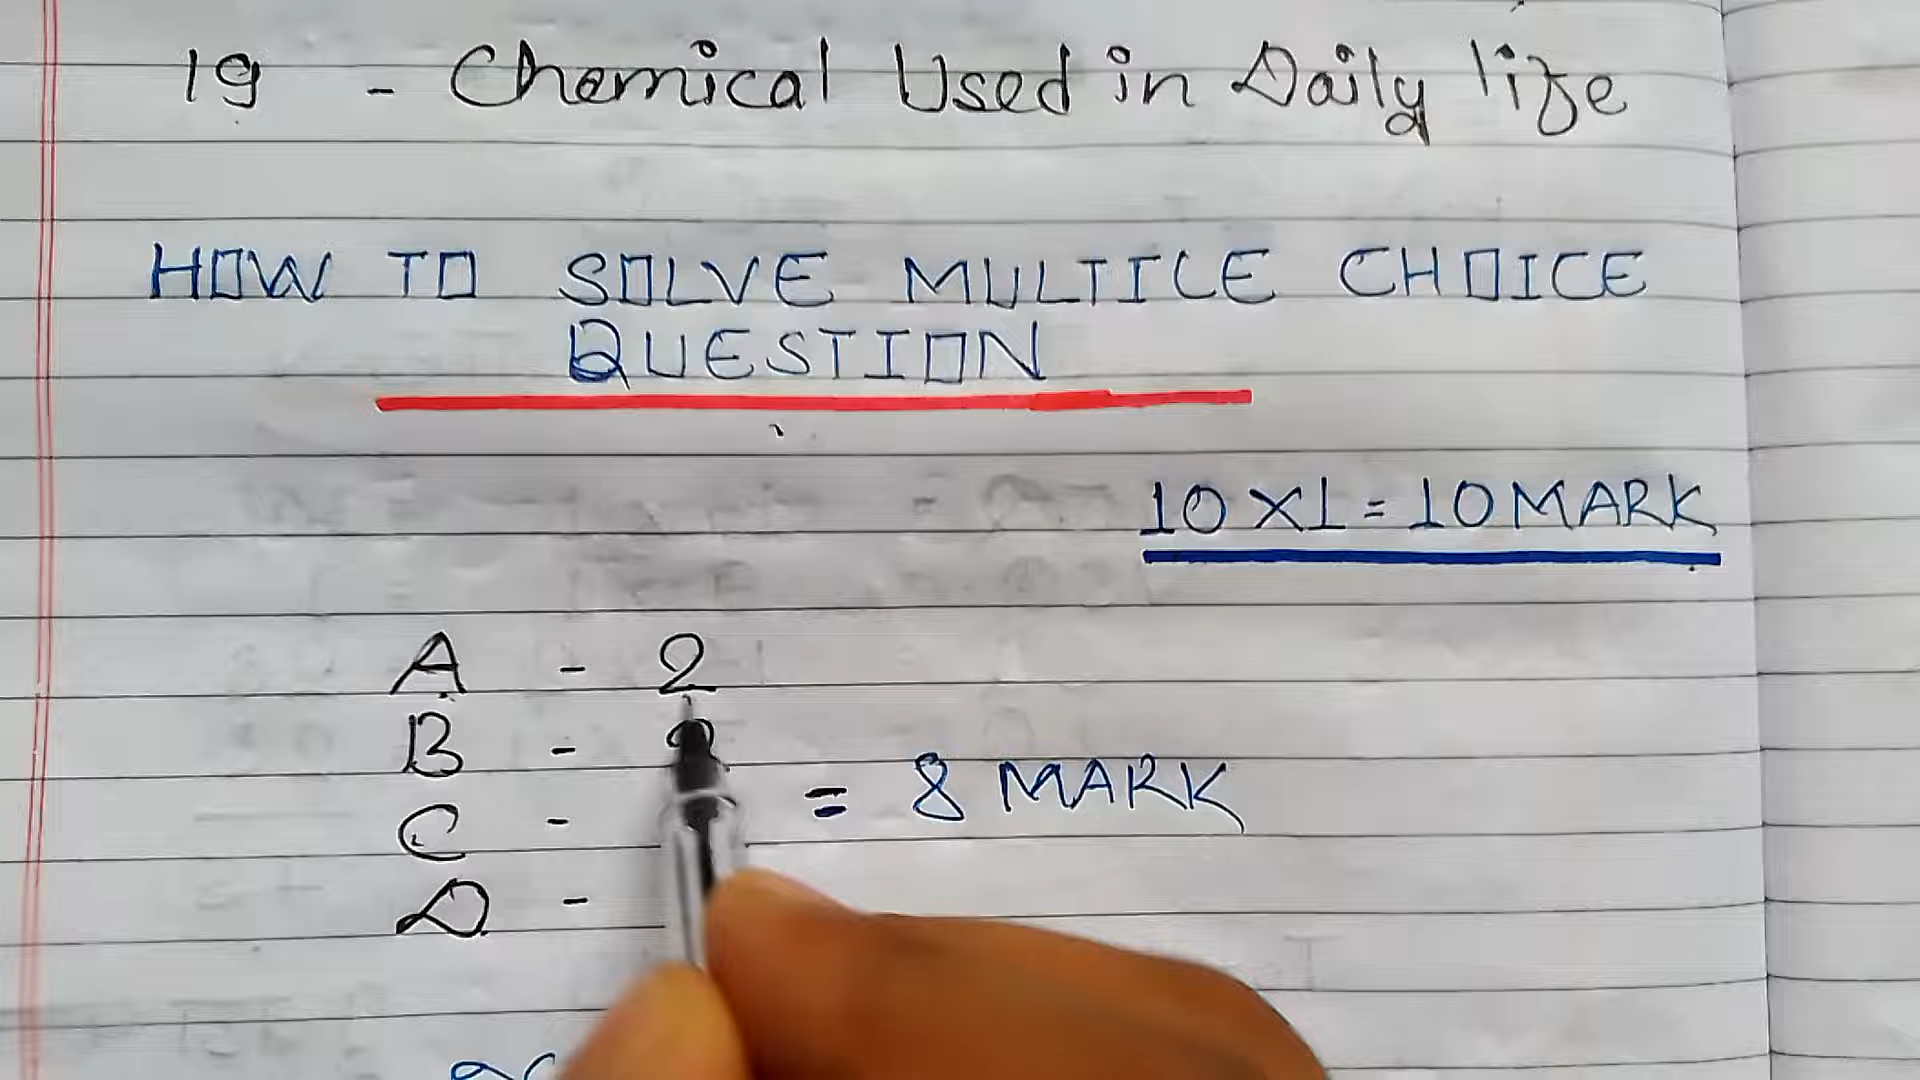 19 - Chemical Used in Daily life
HOW TO SOLVE MULTICE CHOICE
QUESTION
10 X 1 = 10 MARK
A - 2
B - 2
= 8 MARK
C -
D -